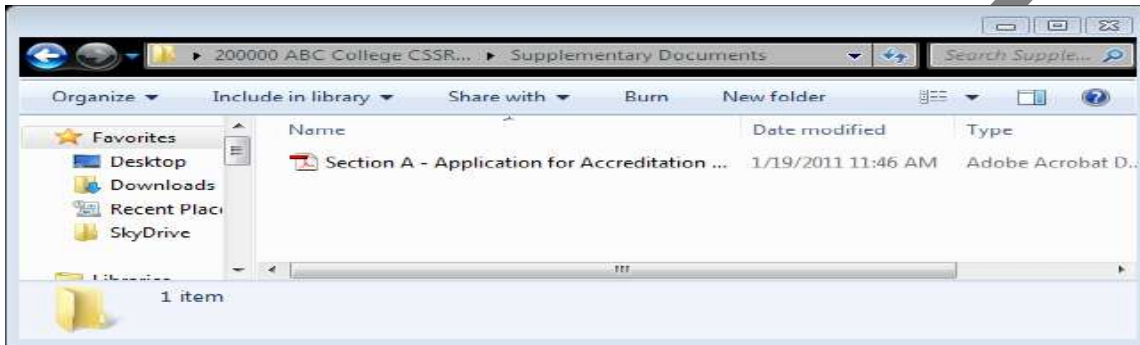 200000 ABC College CSSR... ▸ Supplementary Documents Search Supple...
Organize Include in library Share with Burn New folder
Favorites Name Date modified Type
Desktop Section A - Application for Accreditation ... 1/19/2011 11:46 AM Adobe Acrobat D...
Downloads
Recent Plac
SkyDrive
Libraries
1 item